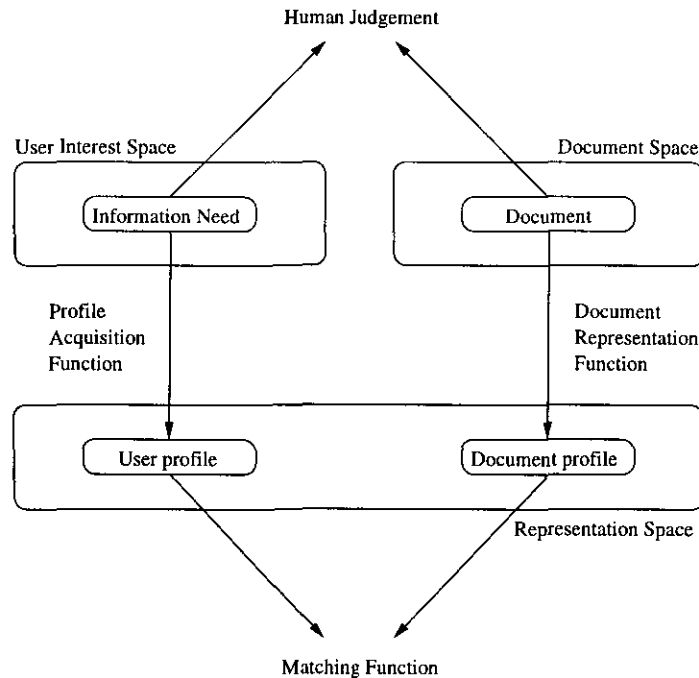 Human Judgement
User Interest Space
Document Space
Information Need
Document
Profile
Acquisition
Function
Document
Representation
Function
User profile
Document profile
Representation Space
Matching Function